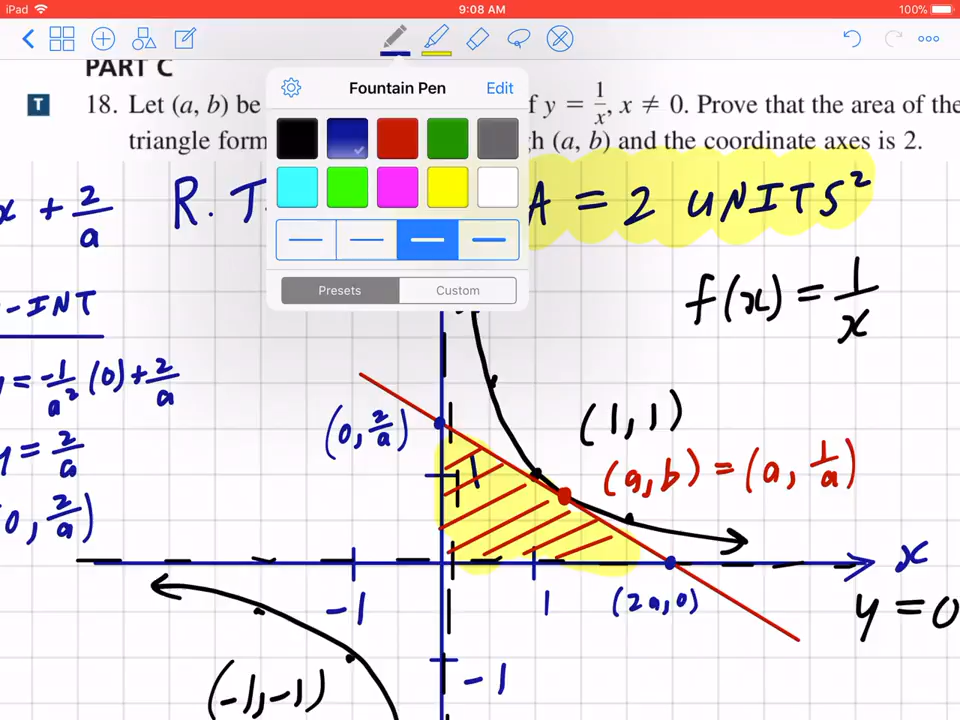 iPad 9:08 AM 100%
PART C
T 18. Let (a, b) be f y = 1/x, x ≠ 0. Prove that the area of the
triangle form h (a, b) and the coordinate axes is 2.
Fountain Pen Edit
Presets Custom
x + 2/a
R.T. A = 2 UNITS²
-INT
f(x) = 1/x
y = -1/a² (0) + 2/a
y = 2/a
0, 2/a)
(0, 2/a)
(1, 1)
1
(a, b) = (a, 1/a)
x
-1 1 (2a, 0) y = 0
(-1, -1) -1